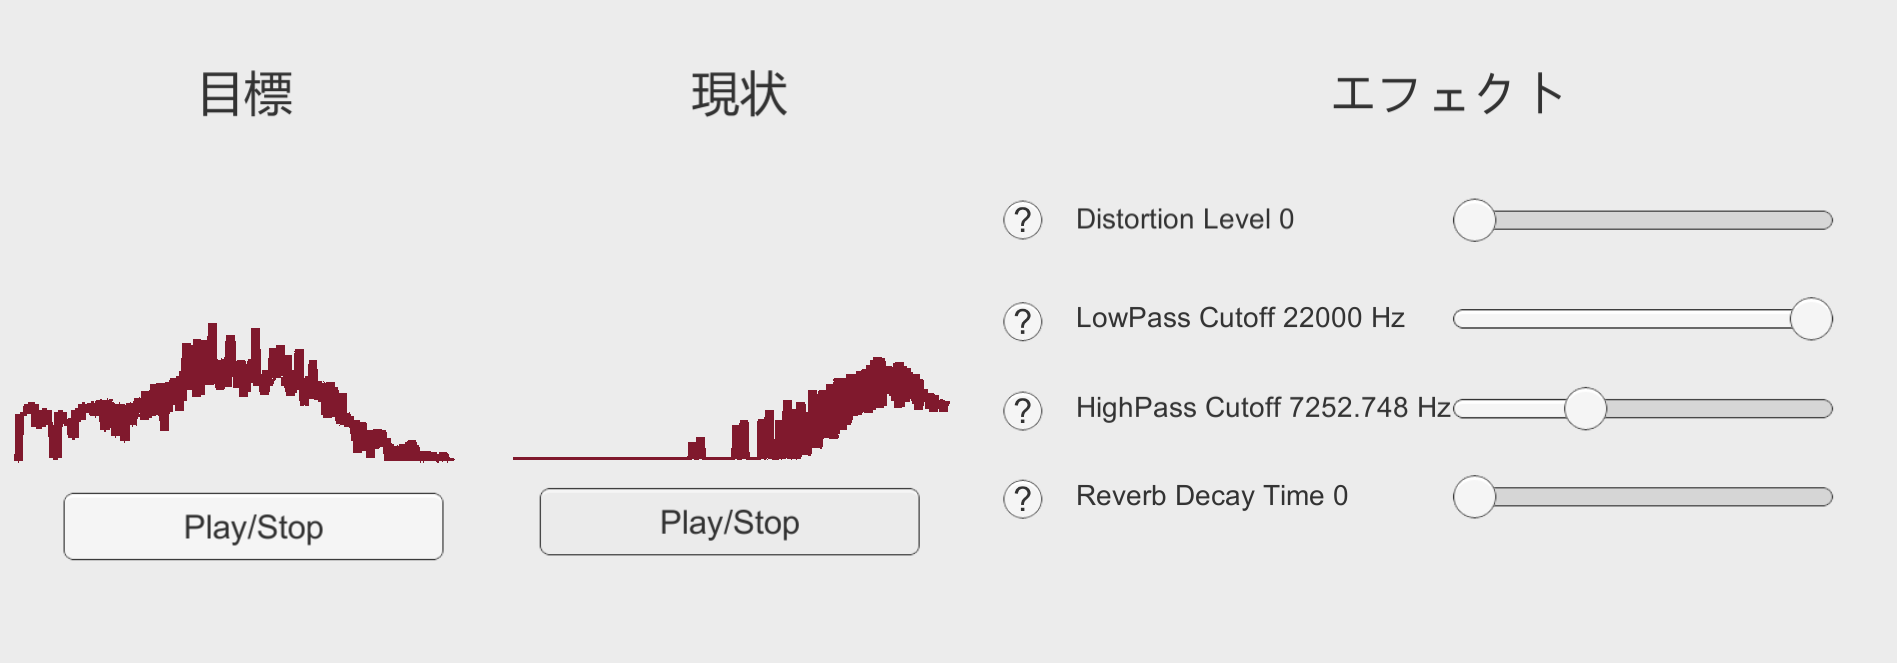 目標
現状
エフェクト
? Distortion Level 0
? LowPass Cutoff 22000 Hz
? HighPass Cutoff 7252.748 Hz
? Reverb Decay Time 0
Play/Stop
Play/Stop